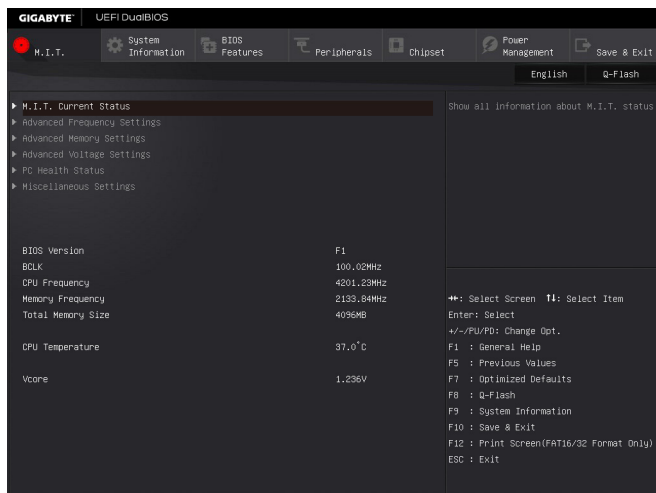 GIGABYTE™ UEFI DualBIOS
M.I.T.
System Information
BIOS Features
Peripherals
Chipset
Power Management
Save & Exit
English
Q-Flash
M.I.T. Current Status
Advanced Frequency Settings
Advanced Memory Settings
Advanced Voltage Settings
PC Health Status
Miscellaneous Settings
Show all information about M.I.T. status
BIOS Version F1
BCLK 100.02MHz
CPU Frequency 4201.23MHz
Memory Frequency 2133.84MHz
Total Memory Size 4096MB
CPU Temperature 37.0°C
Vcore 1.236V
→←: Select Screen ↑↓: Select Item
Enter: Select
+/-/PU/PD: Change Opt.
F1 : General Help
F5 : Previous Values
F7 : Optimized Defaults
F8 : Q-Flash
F9 : System Information
F10 : Save & Exit
F12 : Print Screen(FAT16/32 Format Only)
ESC : Exit